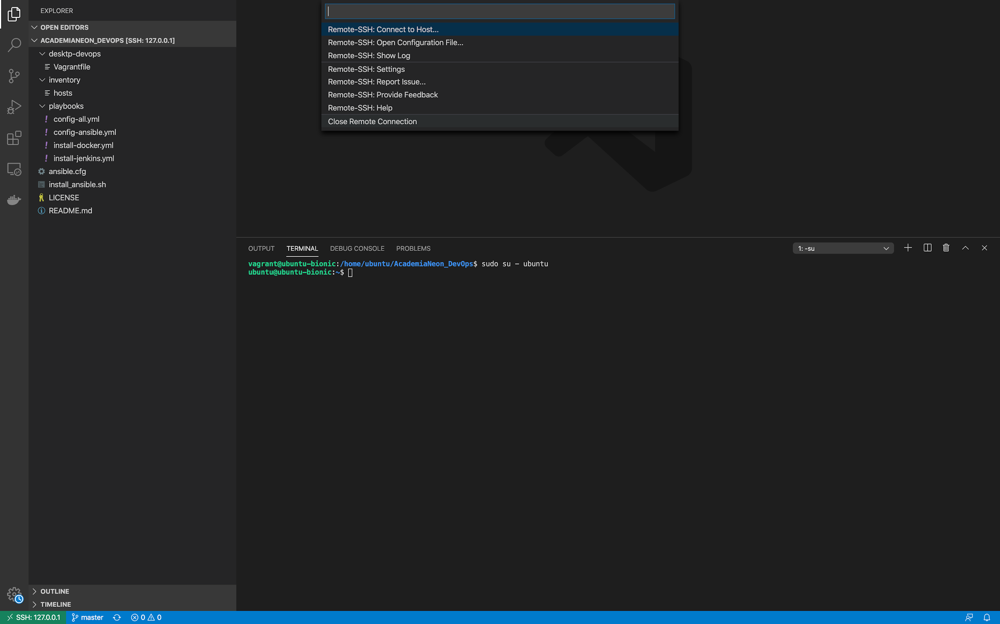 EXPLORER
OPEN EDITORS
ACADEMIANEON_DEVOPS [SSH: 127.0.0.1]
desktp-devops
Vagrantfile
inventory
hosts
playbooks
config-all.yml
config-ansible.yml
install-docker.yml
install-jenkins.yml
ansible.cfg
install_ansible.sh
LICENSE
README.md
OUTLINE
TIMELINE
Remote-SSH: Connect to Host...
Remote-SSH: Open Configuration File...
Remote-SSH: Show Log
Remote-SSH: Settings
Remote-SSH: Report Issue...
Remote-SSH: Provide Feedback
Remote-SSH: Help
Close Remote Connection
OUTPUT TERMINAL DEBUG CONSOLE PROBLEMS 1: -su
vagrant@ubuntu-bionic:/home/ubuntu/AcademiaNeon_DevOps$ sudo su - ubuntu
ubuntu@ubuntu-bionic:~$
SSH: 127.0.0.1 master 0 0